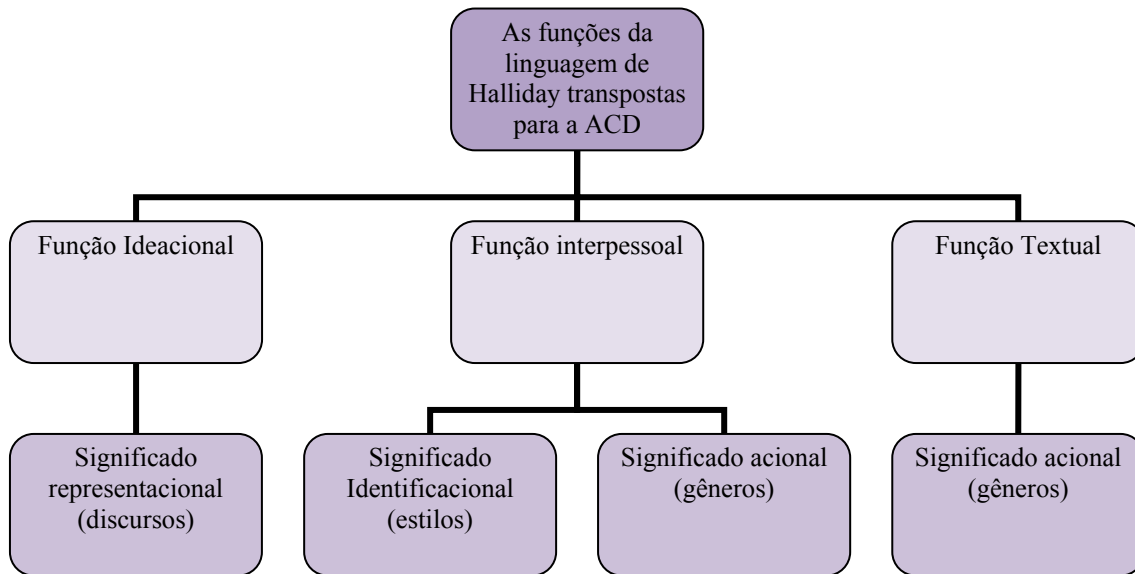 As funções da
linguagem de
Halliday transpostas
para a ACD
Função Ideacional
Função interpessoal
Função Textual
Significado
representacional
(discursos)
Significado
Identificacional
(estilos)
Significado acional
(gêneros)
Significado acional
(gêneros)